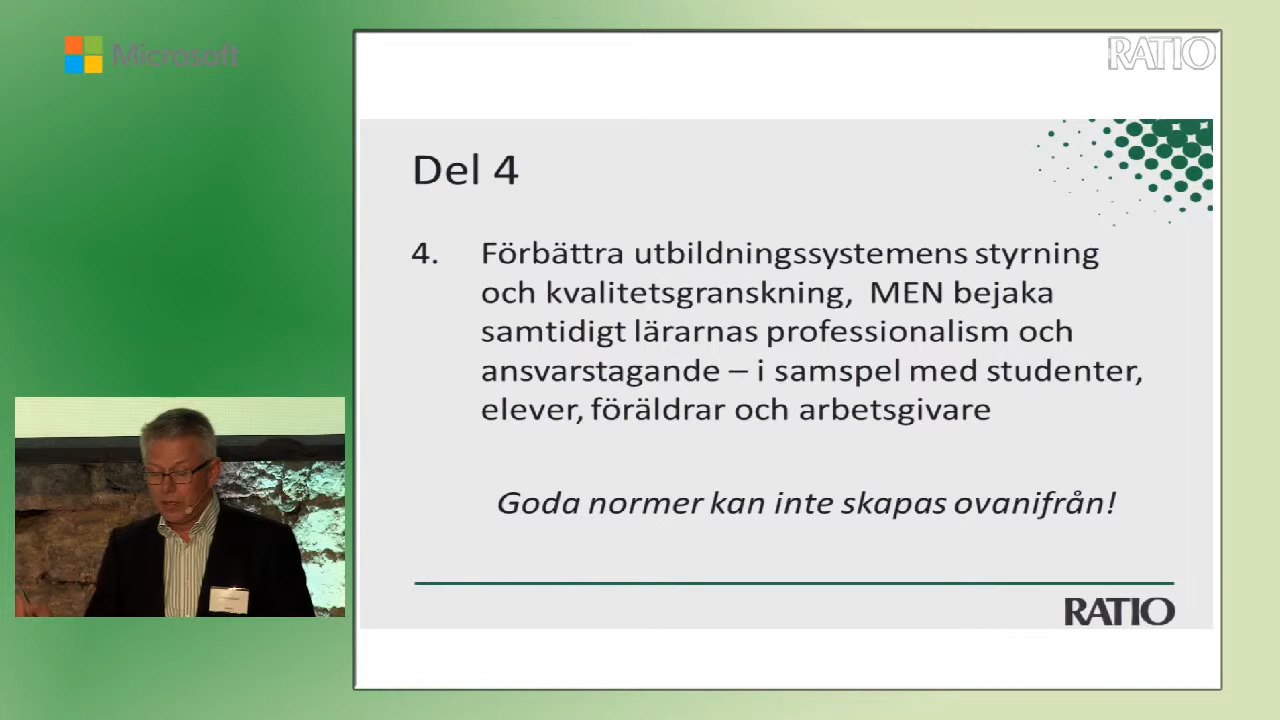 Microsoft
RATIO
Del 4
4. Förbättra utbildningssystemens styrning
och kvalitetsgranskning, MEN bejaka
samtidigt lärarnas professionalism och
ansvarstagande – i samspel med studenter,
elever, föräldrar och arbetsgivare
Goda normer kan inte skapas ovanifrån!
RATIO